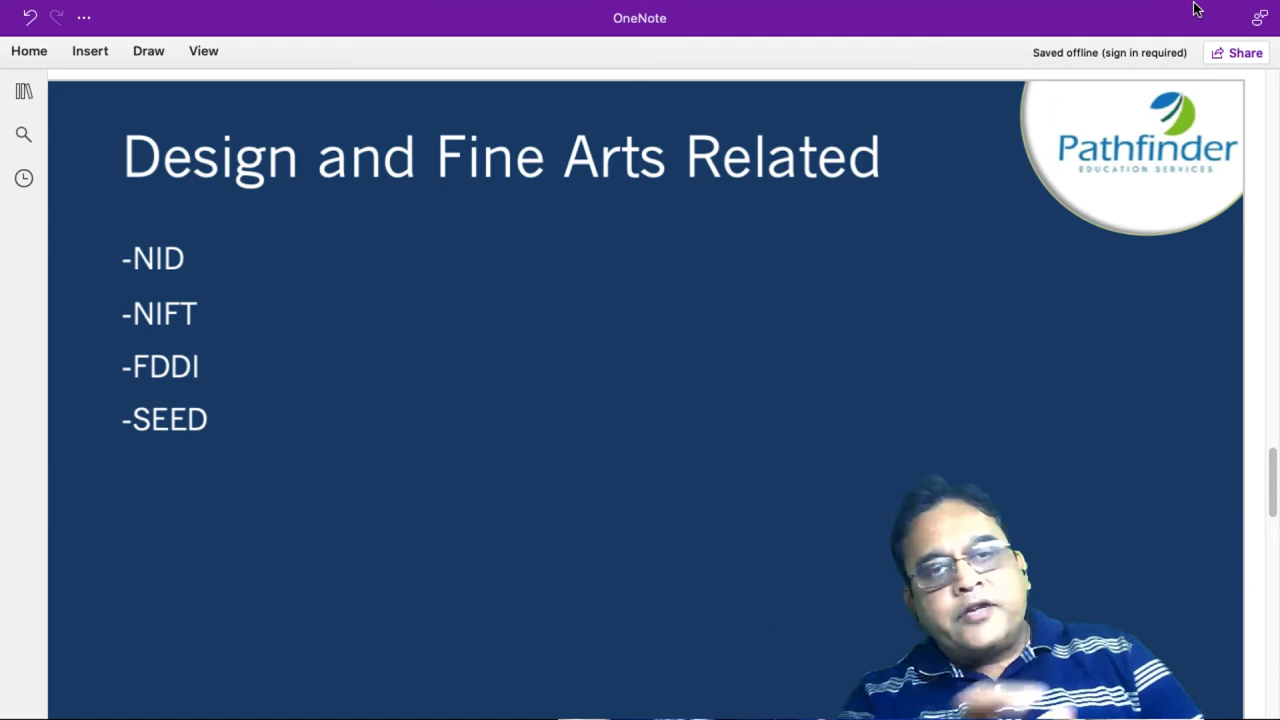 OneNote
Home Insert Draw View
Saved offline (sign in required) Share
Design and Fine Arts Related
Pathfinder
EDUCATION SERVICES
-NID
-NIFT
-FDDI
-SEED